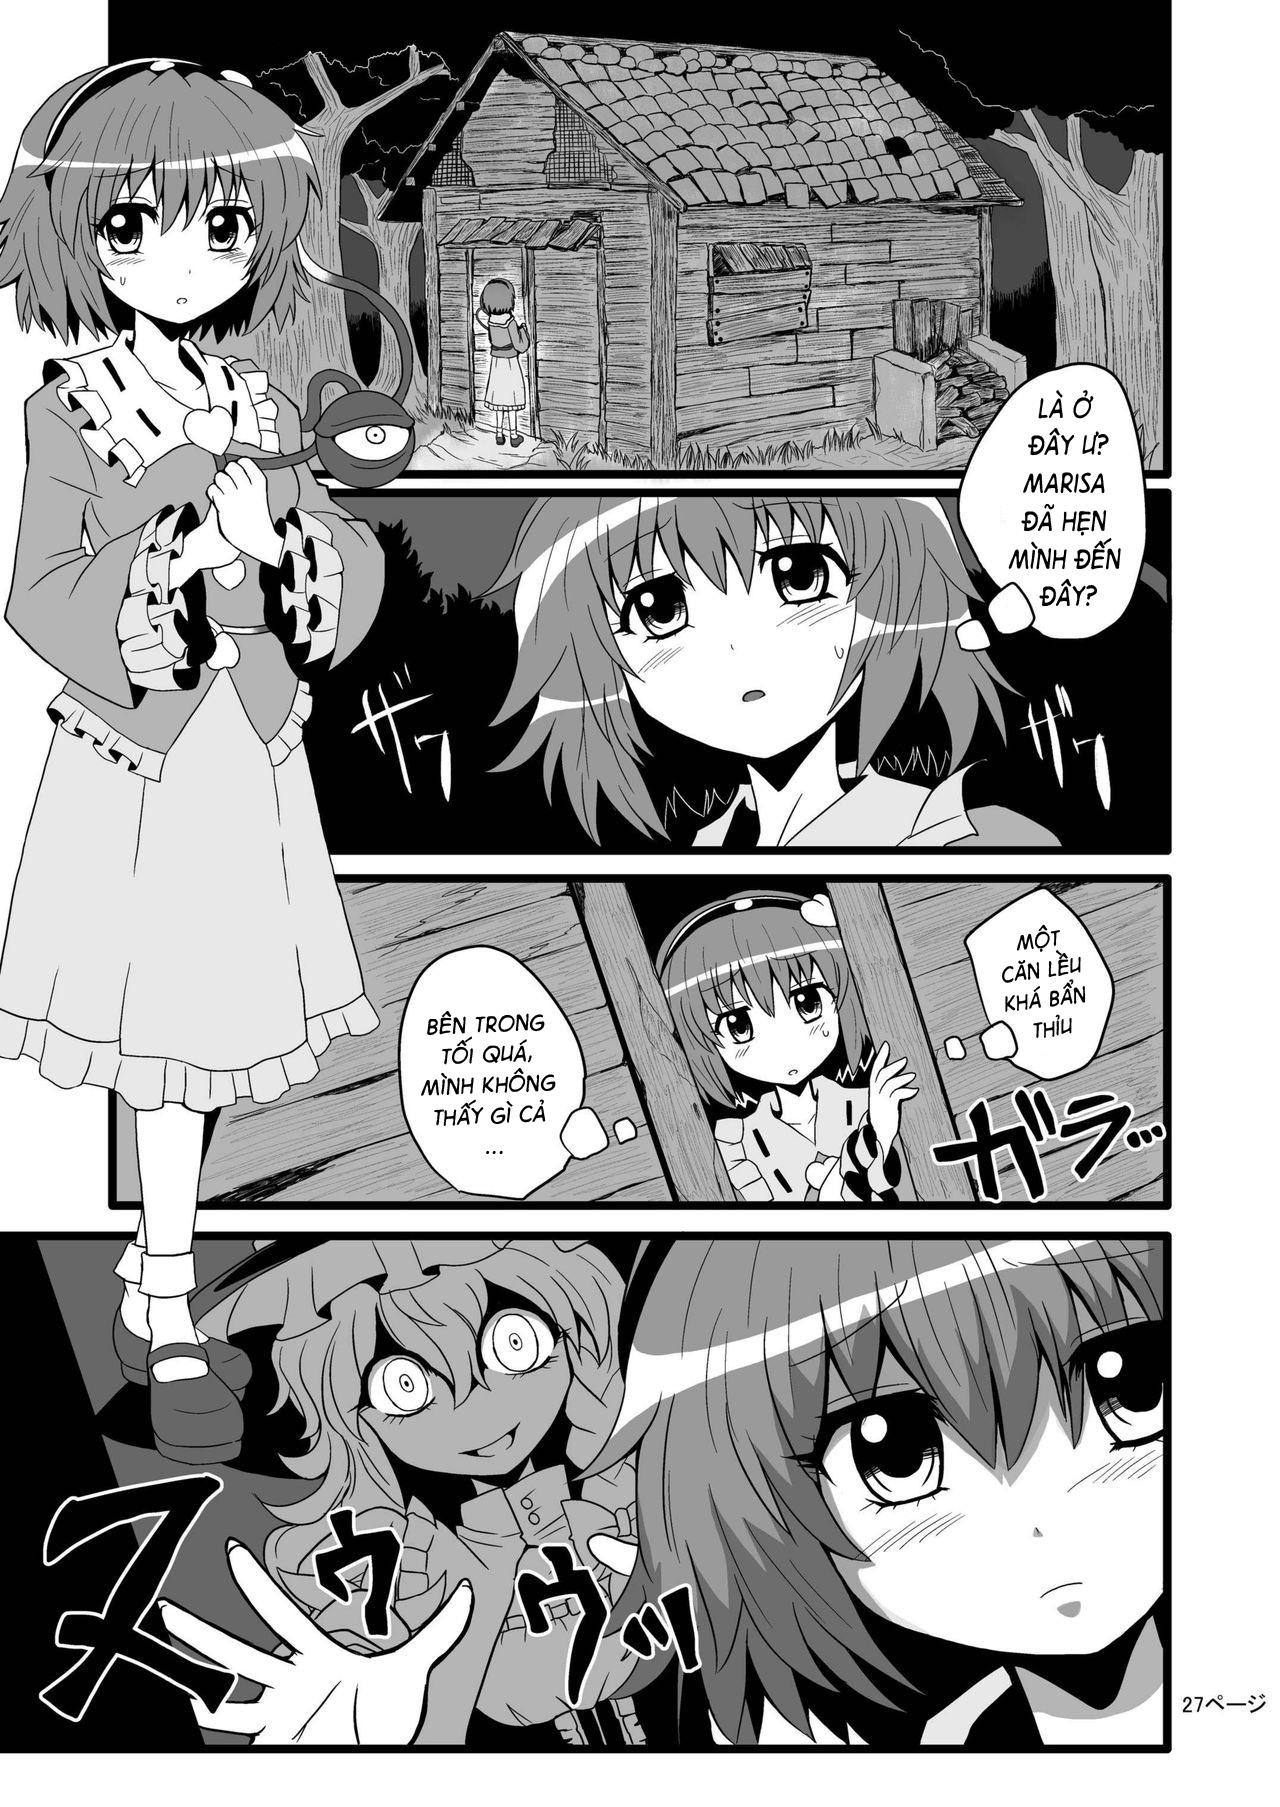 LÀ Ở
ĐÂY Ư?
MARISA
ĐÃ HẸN
MÌNH ĐẾN
ĐÂY?
ザワ
ザワ
MỘT
CĂN LỀU
KHÁ BẨN
THỈU
ガラ...
BÊN TRONG
TỐI QUÁ,
MÌNH KHÔNG
THẤY GÌ CẢ
...
ヌゥウッ
27ページ